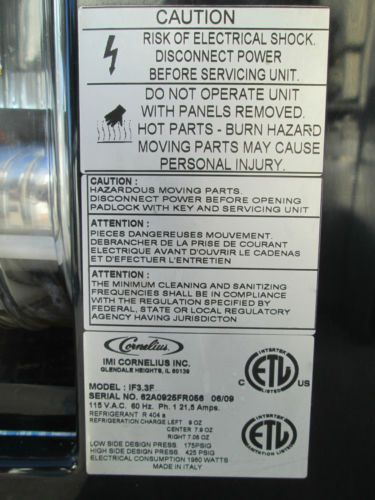 CAUTION
RISK OF ELECTRICAL SHOCK.
DISCONNECT POWER
BEFORE SERVICING UNIT.
DO NOT OPERATE UNIT
WITH PANELS REMOVED.
HOT PARTS - BURN HAZARD
MOVING PARTS MAY CAUSE
PERSONAL INJURY.
CAUTION :
HAZARDOUS MOVING PARTS.
DISCONNECT POWER BEFORE OPENING
PADLOCK WITH KEY AND SERVICING UNIT
ATTENTION :
PIECES DANGEREUSES MOUVEMENT.
DEBRANCHER DE LA PRISE DE COURANT
ELECTRIQUE AVANT D'OUVRIR LE CADENAS
ET D'EFECTUER L'ENTRETIEN
ATTENTION :
THE MINIMUM CLEANING AND SANITIZING
FREQUENCIES SHALL BE IN COMPLIANCE
WITH THE REGULATION SPECIFIED BY
FEDERAL, STATE OR LOCAL REGULATORY
AGENCY HAVING JURISDICTON
Cornelius
IMI CORNELIUS INC.
GLENDALE HEIGHTS, IL 60139
MODEL : IF3.3F
SERIAL NO. 62A0925FR056 06/09
115 V.A.C. 60 Hz. Ph. 1 21,5 Amps.
REFRIGERANT R 404 a
REFRIGERATION CHARGE LEFT 9 OZ
CENTER 7.9 OZ
RIGHT 7.05 OZ
LOW SIDE DESIGN PRESS. 175PSIG
HIGH SIDE DESIGN PRESS. 425 PSIG
ELECTRICAL CONSUMPTION 1980 WATTS
MADE IN ITALY
INTERTEK
C ETL
LISTED
INTERTEK
ETL